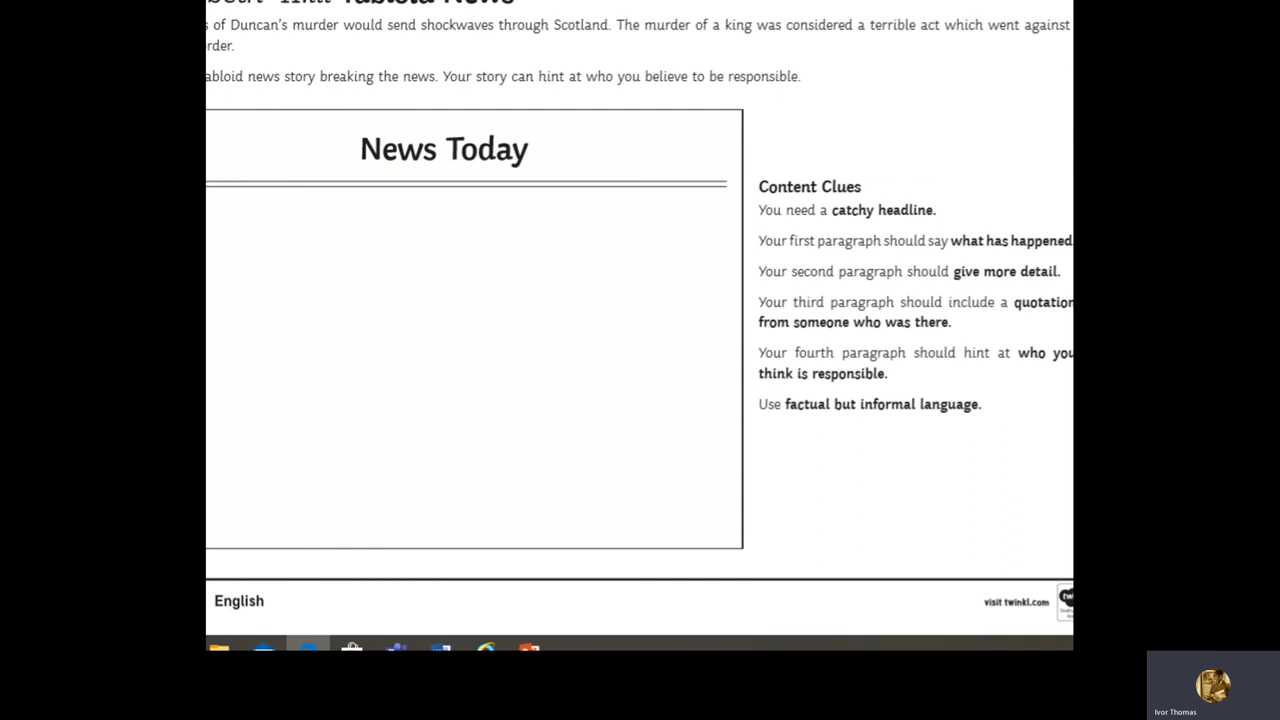 Tabloid News
of Duncan's murder would send shockwaves through Scotland. The murder of a king was considered a terrible act which went against
news story breaking the news. Your story can hint at who you believe to be responsible.
News Today
Content Clues
You need a catchy headline.
Your first paragraph should say what has happened.
Your second paragraph should give more detail.
Your third paragraph should include a quotation
from someone who was there.
Your fourth paragraph should hint at who you
think is responsible.
Use factual but informal language.
English
visit twinkl.com
Ivor Thomas